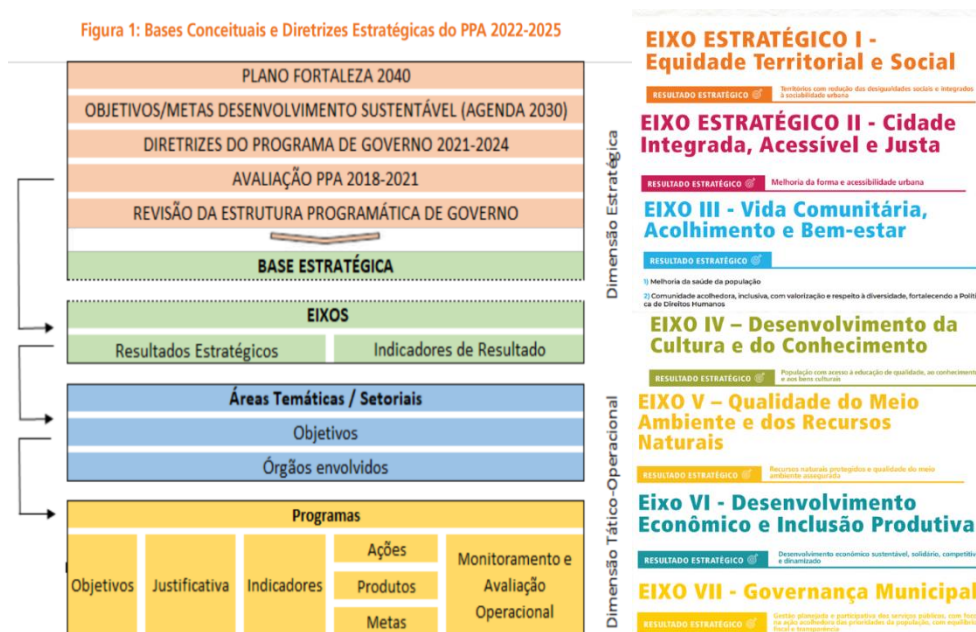 Figura 1: Bases Conceituais e Diretrizes Estratégicas do PPA 2022-2025
PLANO FORTALEZA 2040
OBJETIVOS/METAS DESENVOLVIMENTO SUSTENTÁVEL (AGENDA 2030)
DIRETRIZES DO PROGRAMA DE GOVERNO 2021-2024
AVALIAÇÃO PPA 2018-2021
REVISÃO DA ESTRUTURA PROGRAMÁTICA DE GOVERNO
BASE ESTRATÉGICA
EIXOS
Resultados Estratégicos
Indicadores de Resultado
Áreas Temáticas / Setoriais
Objetivos
Órgãos envolvidos
Programas
Objetivos
Justificativa
Indicadores
Ações
Produtos
Metas
Monitoramento e
Avaliação
Operacional
Dimensão Estratégica
Dimensão Tático-Operacional
EIXO ESTRATÉGICO I -
Equidade Territorial e Social
RESULTADO ESTRATÉGICO
Territórios com redução das desigualdades sociais e integrados
à sociabilidade urbana
EIXO ESTRATÉGICO II - Cidade
Integrada, Acessível e Justa
RESULTADO ESTRATÉGICO
Melhoria da forma e acessibilidade urbana
EIXO III - Vida Comunitária,
Acolhimento e Bem-estar
RESULTADO ESTRATÉGICO
1) Melhoria da saúde da população
2) Comunidade acolhedora, inclusiva, com valorização e respeito à diversidade, fortalecendo a Políti
ca de Direitos Humanos
EIXO IV – Desenvolvimento da
Cultura e do Conhecimento
RESULTADO ESTRATÉGICO
População com acesso à educação de qualidade, ao conhecimento
e aos bens culturais
EIXO V – Qualidade do Meio
Ambiente e dos Recursos
Naturais
RESULTADO ESTRATÉGICO
Recursos naturais protegidos e qualidade do meio
ambiente assegurada
Eixo VI - Desenvolvimento
Econômico e Inclusão Produtiva
RESULTADO ESTRATÉGICO
Desenvolvimento econômico sustentável, solidário, competitiv
e dinamizado
EIXO VII - Governança Municipal
RESULTADO ESTRATÉGICO
Gestão planejada e participativa dos serviços públicos, com foco
na ação acolhedora das prioridades da população, com equilíbrio
fiscal e transparência